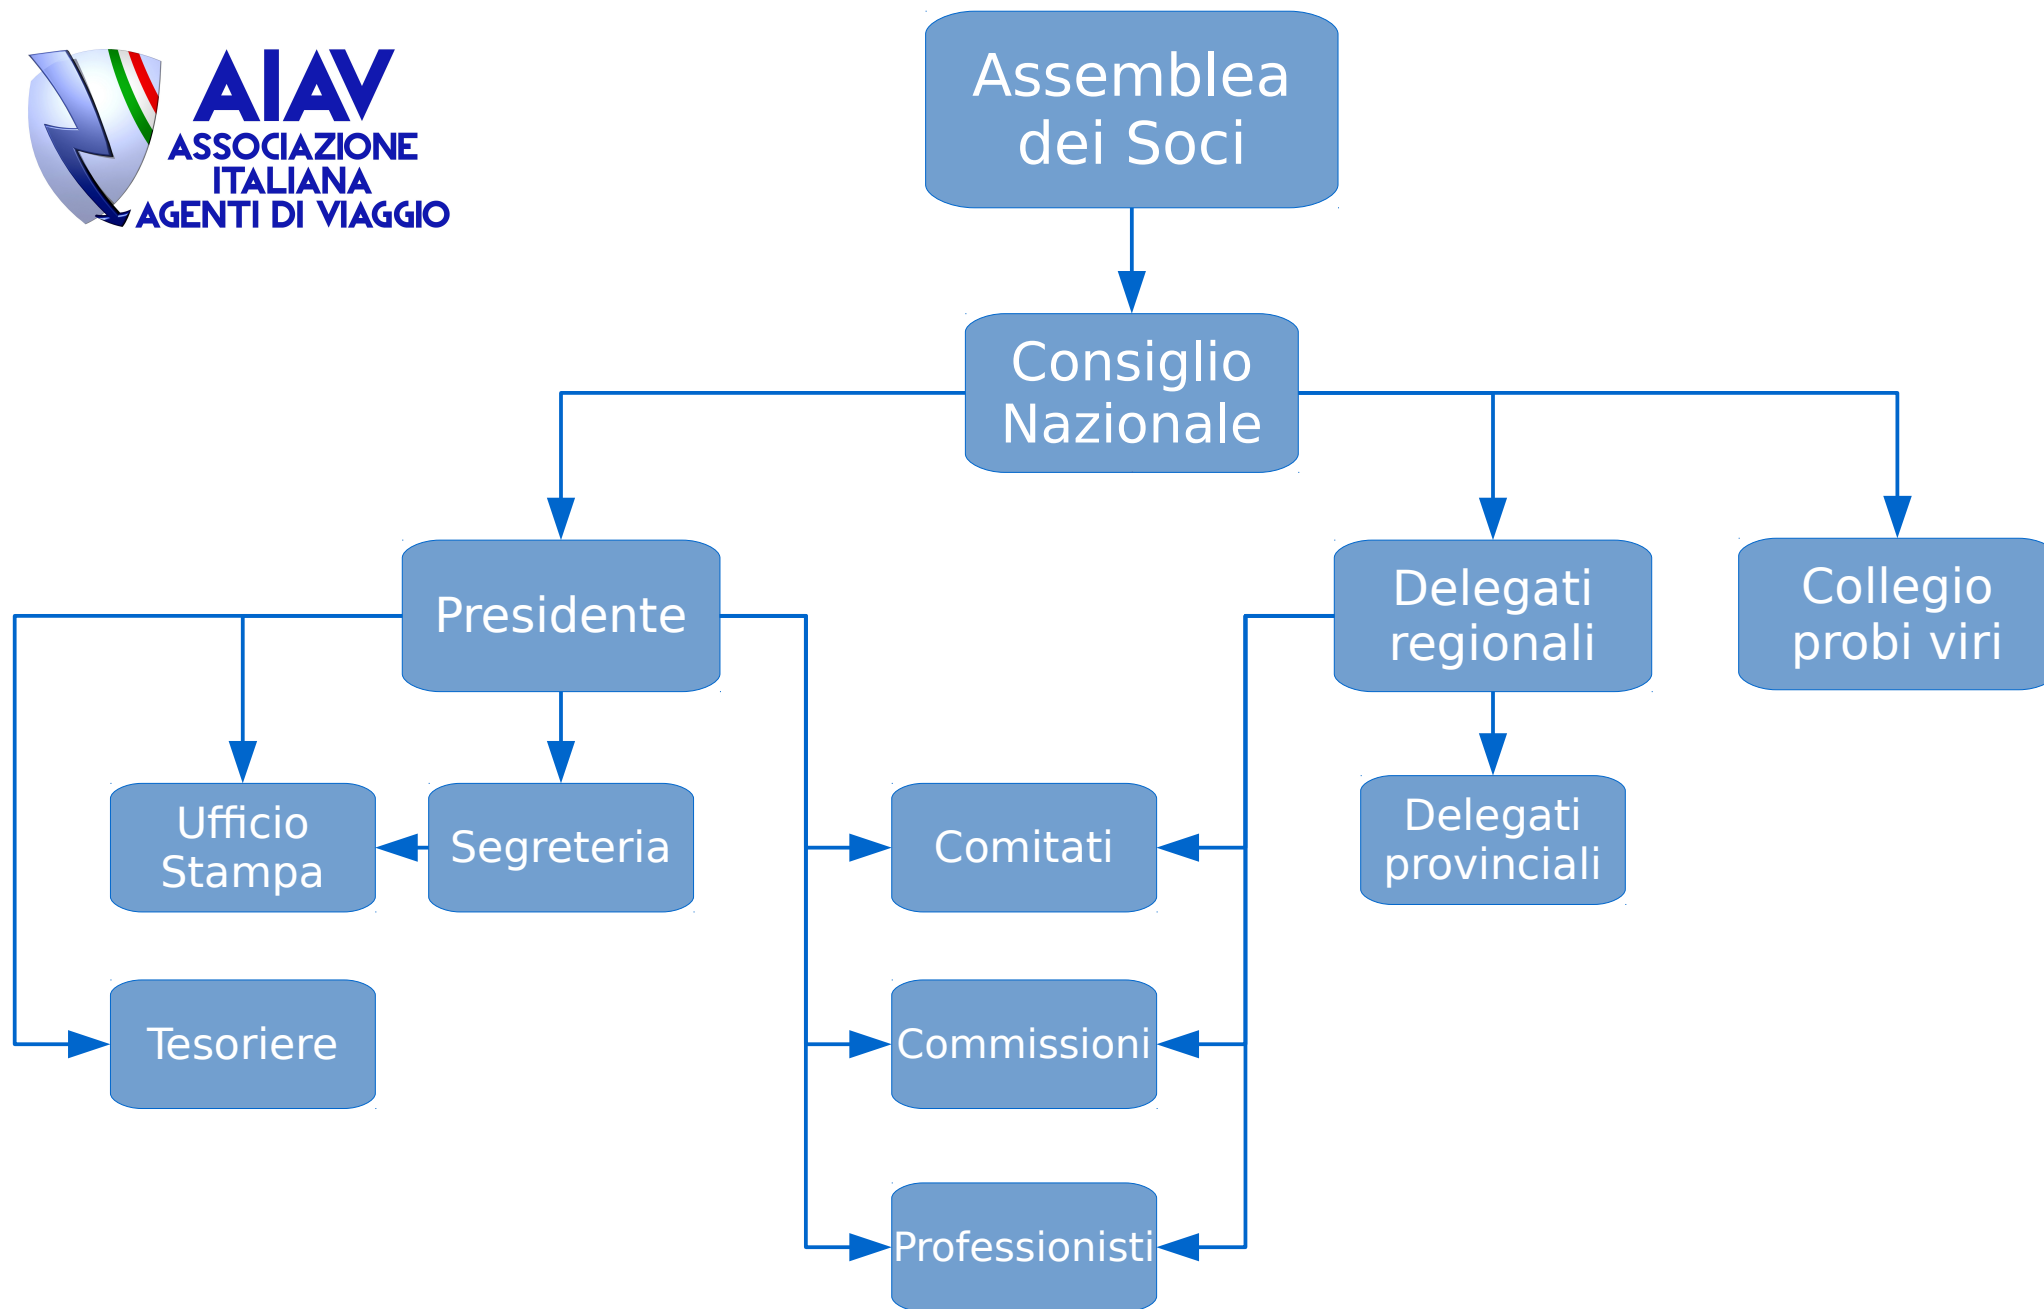 AIAV
ASSOCIAZIONE
ITALIANA
AGENTI DI VIAGGIO
Assemblea
dei Soci
Consiglio
Nazionale
Presidente
Delegati
regionali
Collegio
probi viri
Ufficio
Stampa
Segreteria
Comitati
Delegati
provinciali
Tesoriere
Commissioni
Professionisti